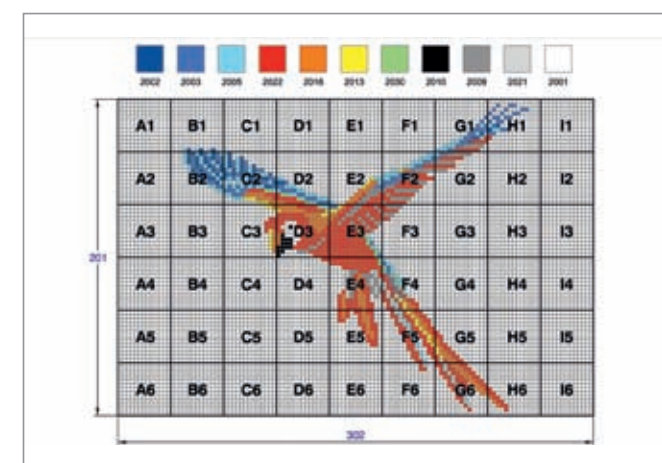 2002 2003 2005 2022 2016 2013 2030 2010 2009 2021 2001
A1 B1 C1 D1 E1 F1 G1 H1 I1
A2 B2 C2 D2 E2 F2 G2 H2 I2
A3 B3 C3 D3 E3 F3 G3 H3 I3
201
A4 B4 C4 D4 E4 F4 G4 H4 I4
A5 B5 C5 D5 E5 F5 G5 H5 I5
A6 B6 C6 D6 E6 F6 G6 H6 I6
302